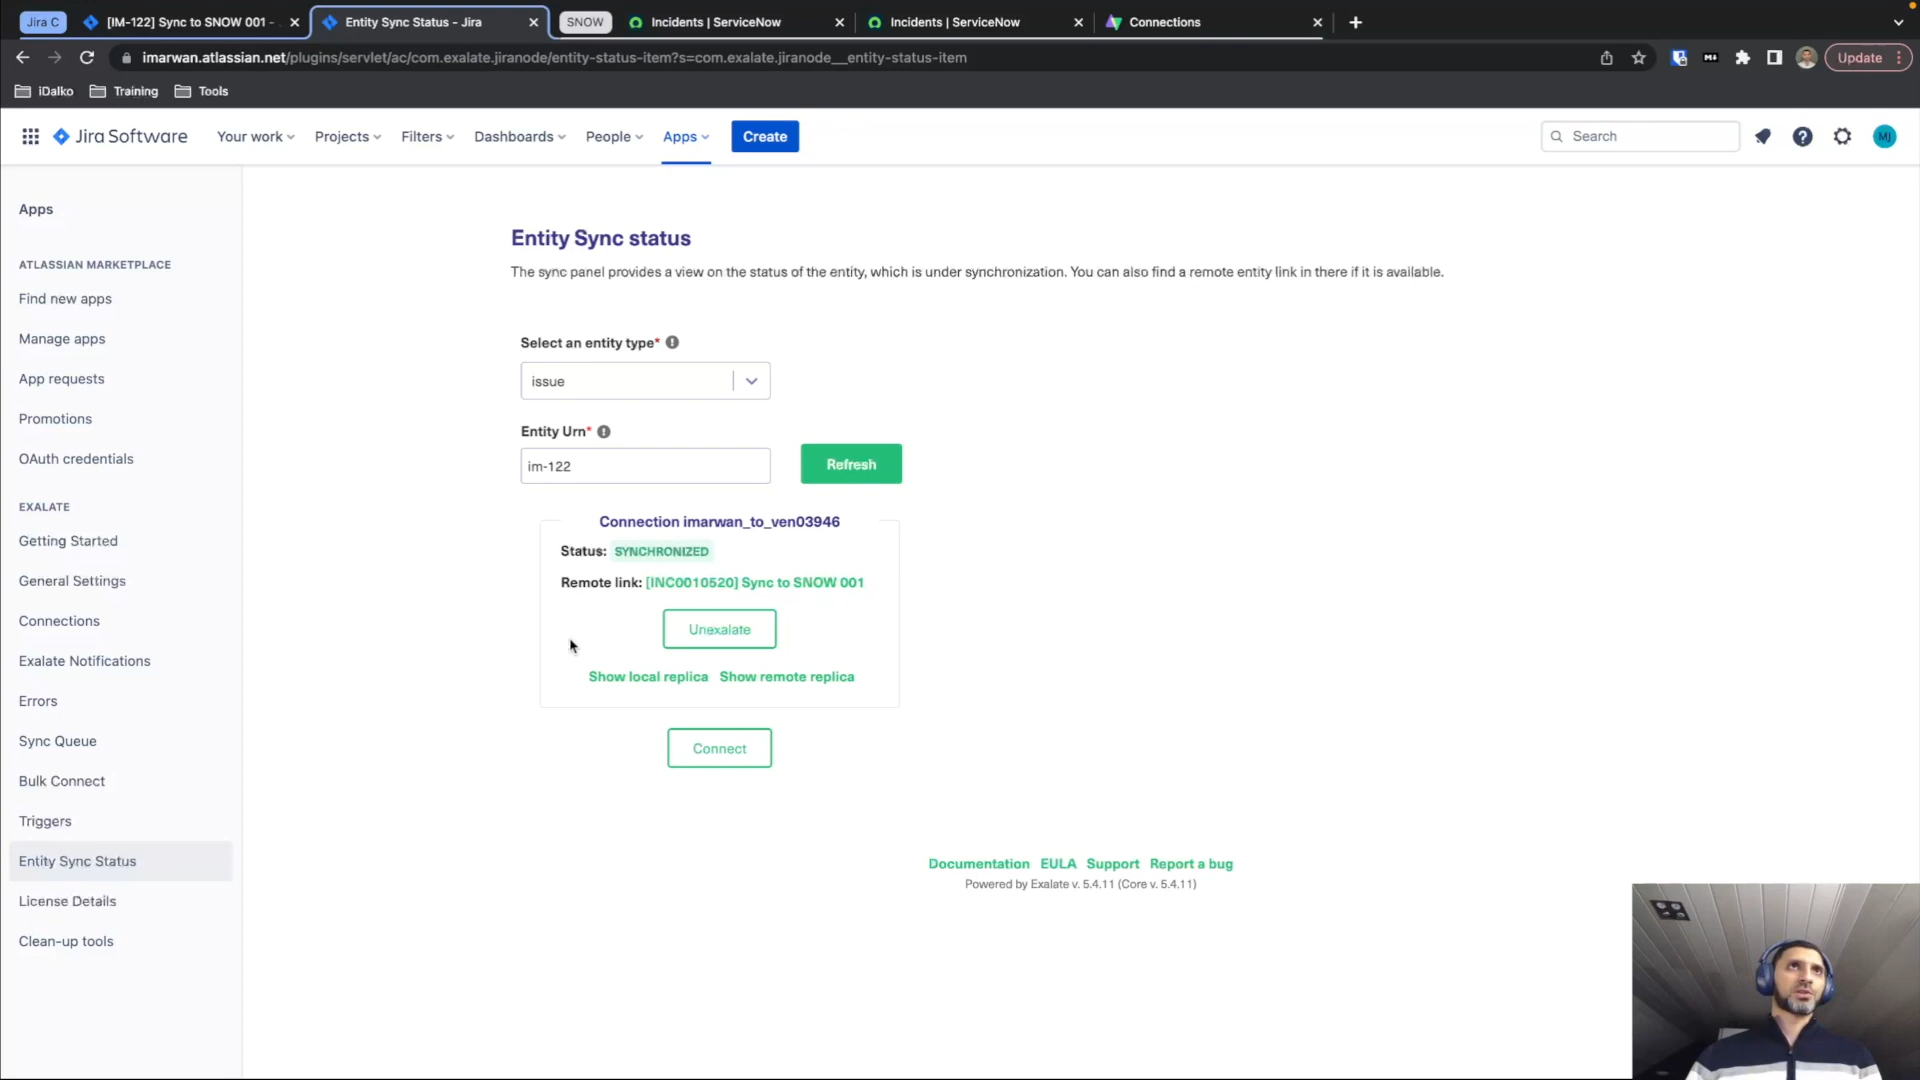 Jira C
[IM-122] Sync to SNOW 001 -
Entity Sync Status - Jira
SNOW
Incidents | ServiceNow
Incidents | ServiceNow
Connections
imarwan.atlassian.net/plugins/servlet/ac/com.exalate.jiranode/entity-status-item?s=com.exalate.jiranode__entity-status-item
Update
iDalko
Training
Tools
Jira Software
Your work
Projects
Filters
Dashboards
People
Apps
Create
Search
MJ
Apps
ATLASSIAN MARKETPLACE
Find new apps
Manage apps
App requests
Promotions
OAuth credentials
EXALATE
Getting Started
General Settings
Connections
Exalate Notifications
Errors
Sync Queue
Bulk Connect
Triggers
Entity Sync Status
License Details
Clean-up tools
Entity Sync status
The sync panel provides a view on the status of the entity, which is under synchronization. You can also find a remote entity link in there if it is available.
Select an entity type*
issue
Entity Urn*
im-122
Refresh
Connection imarwan_to_ven03946
Status: SYNCHRONIZED
Remote link: [INC0010520] Sync to SNOW 001
Unexalate
Show local replica Show remote replica
Connect
Documentation EULA Support Report a bug
Powered by Exalate v. 5.4.11 (Core v. 5.4.11)